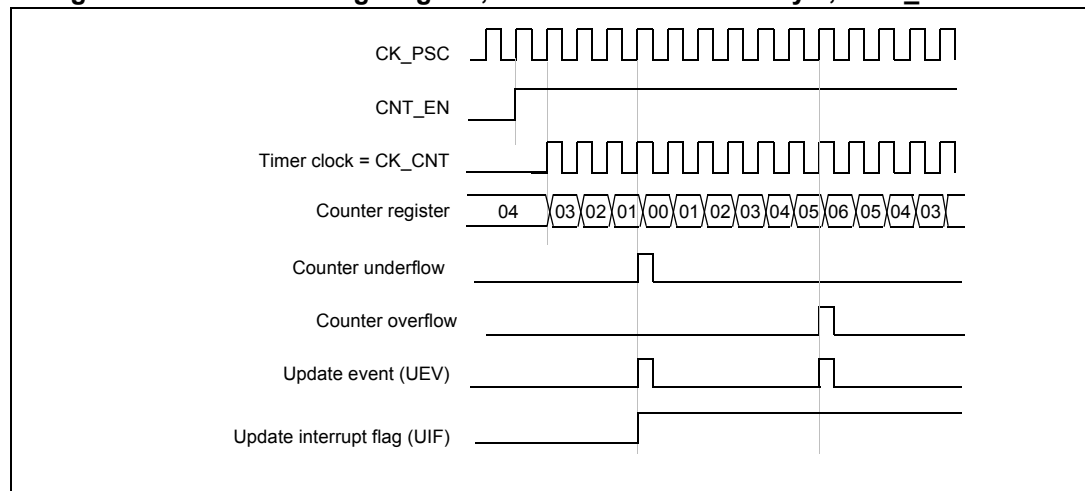 CK_PSC
CNT_EN
Timer clock = CK_CNT
Counter register 04 03 02 01 00 01 02 03 04 05 06 05 04 03
Counter underflow
Counter overflow
Update event (UEV)
Update interrupt flag (UIF)